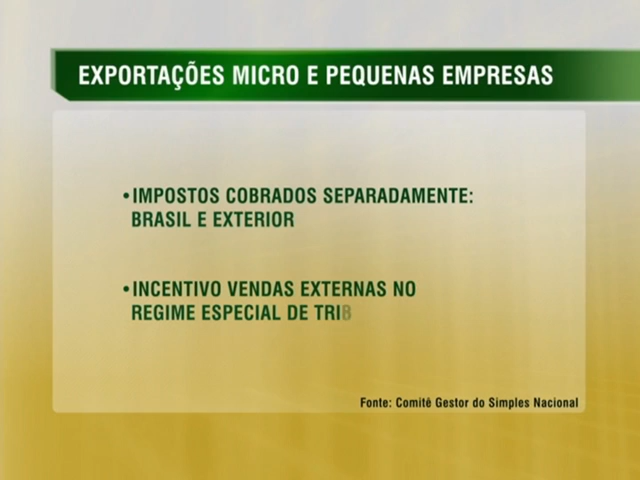 EXPORTAÇÕES MICRO E PEQUENAS EMPRESAS
•IMPOSTOS COBRADOS SEPARADAMENTE:
BRASIL E EXTERIOR
•INCENTIVO VENDAS EXTERNAS NO
REGIME ESPECIAL DE TRIB
Fonte: Comitê Gestor do Simples Nacional